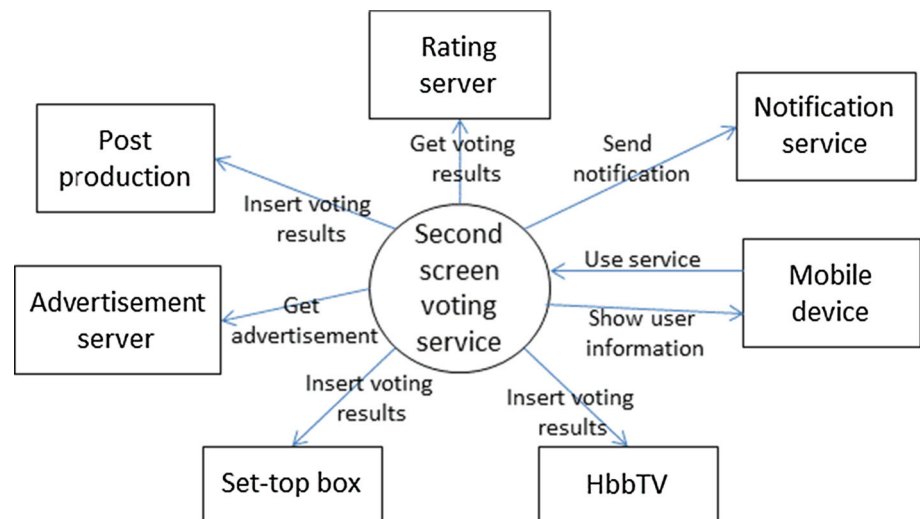 Rating
server
Notification
service
Post
production
Get voting
results
Send
notification
Insert voting
results
Second
screen
voting
service
Use service
Mobile
device
Advertisement
server
Get
advertisement
Show user
information
Insert voting
results
Insert voting
results
Set-top box
HbbTV